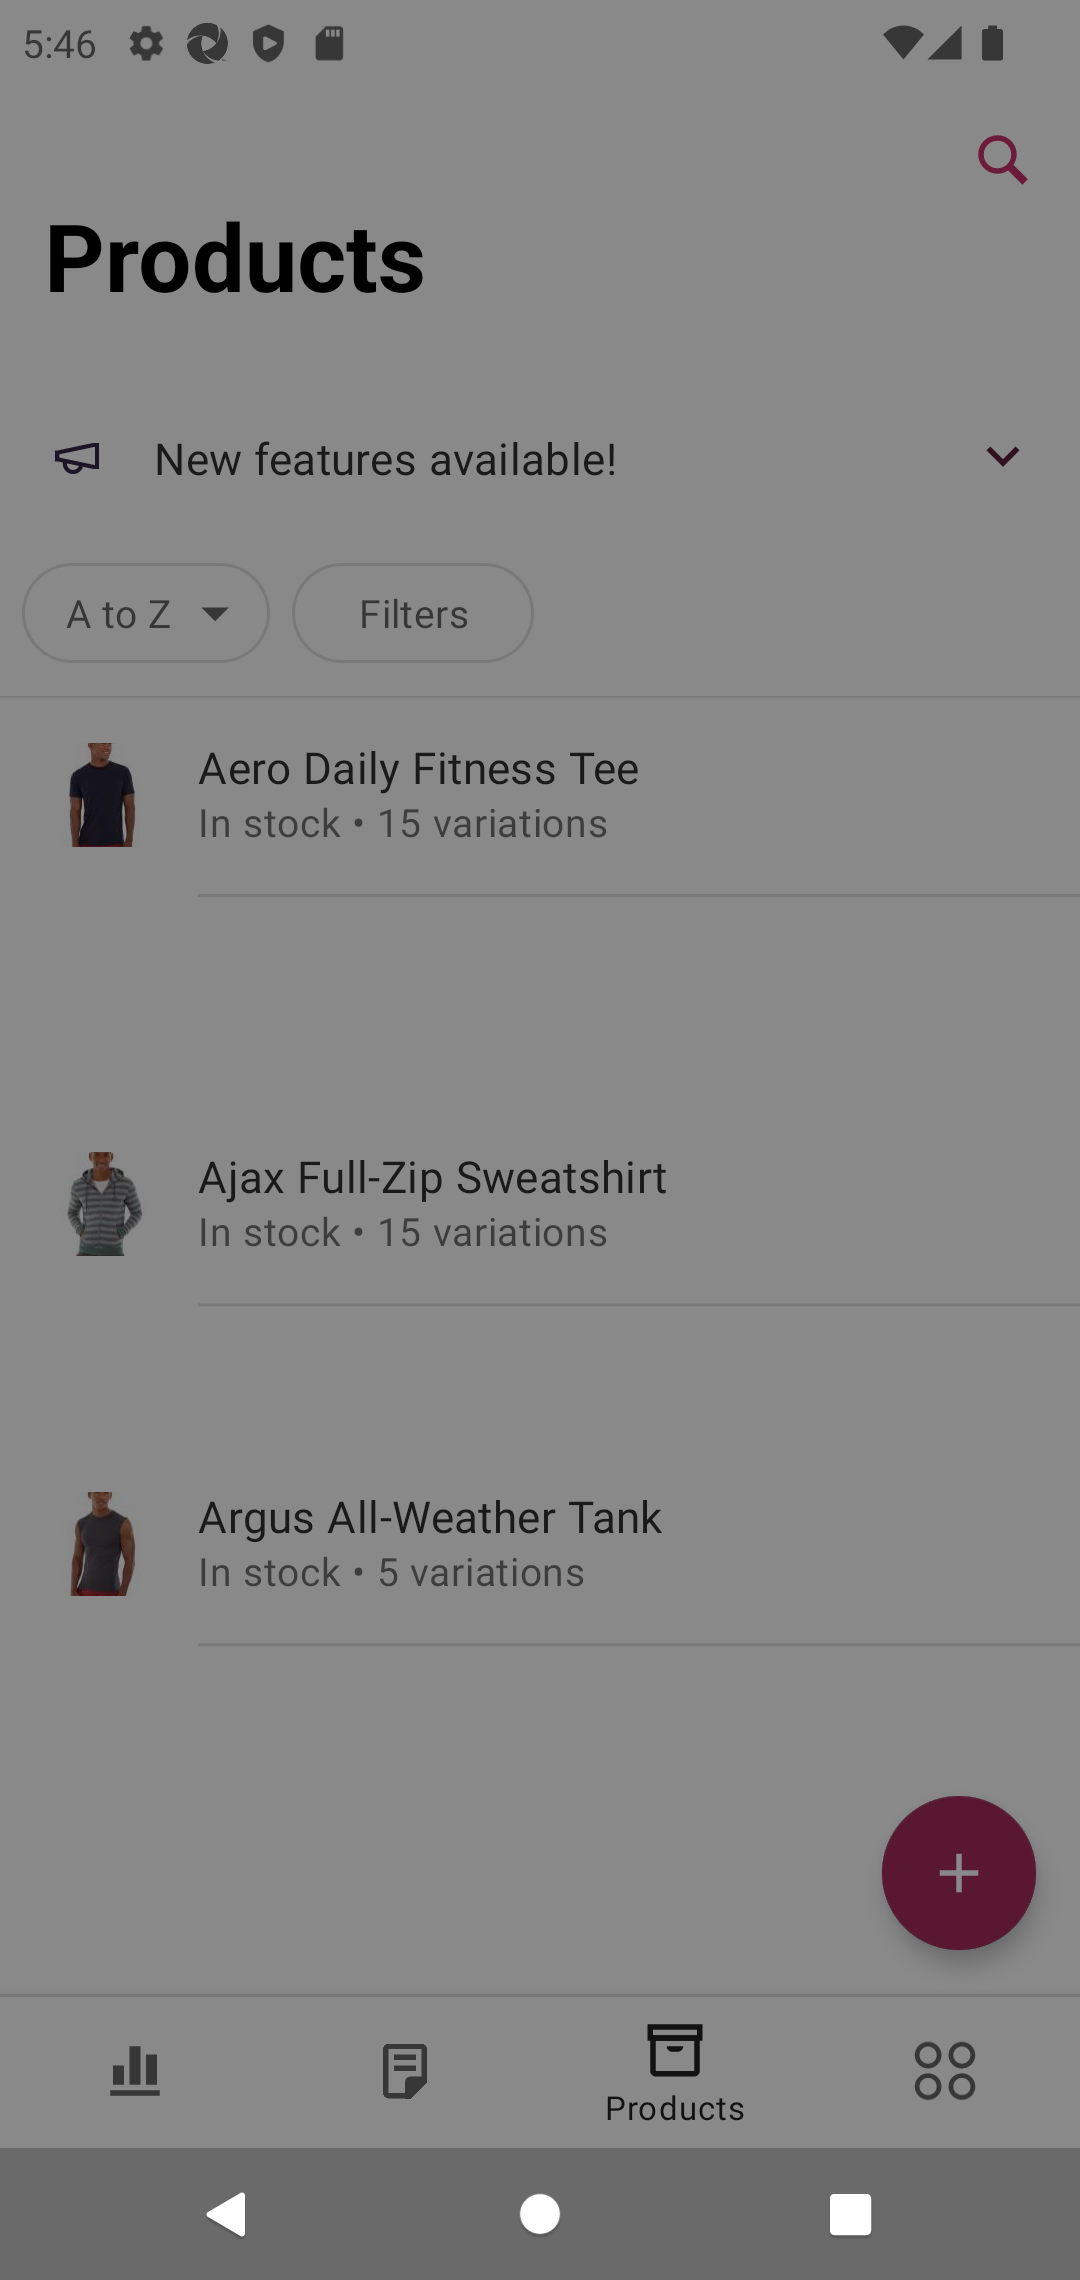 5:46
Products
New features available!
A to Z
Filters
Aero Daily Fitness Tee
In stock • 15 variations
Ajax Full-Zip Sweatshirt
In stock • 15 variations
Argus All-Weather Tank
In stock • 5 variations
Products